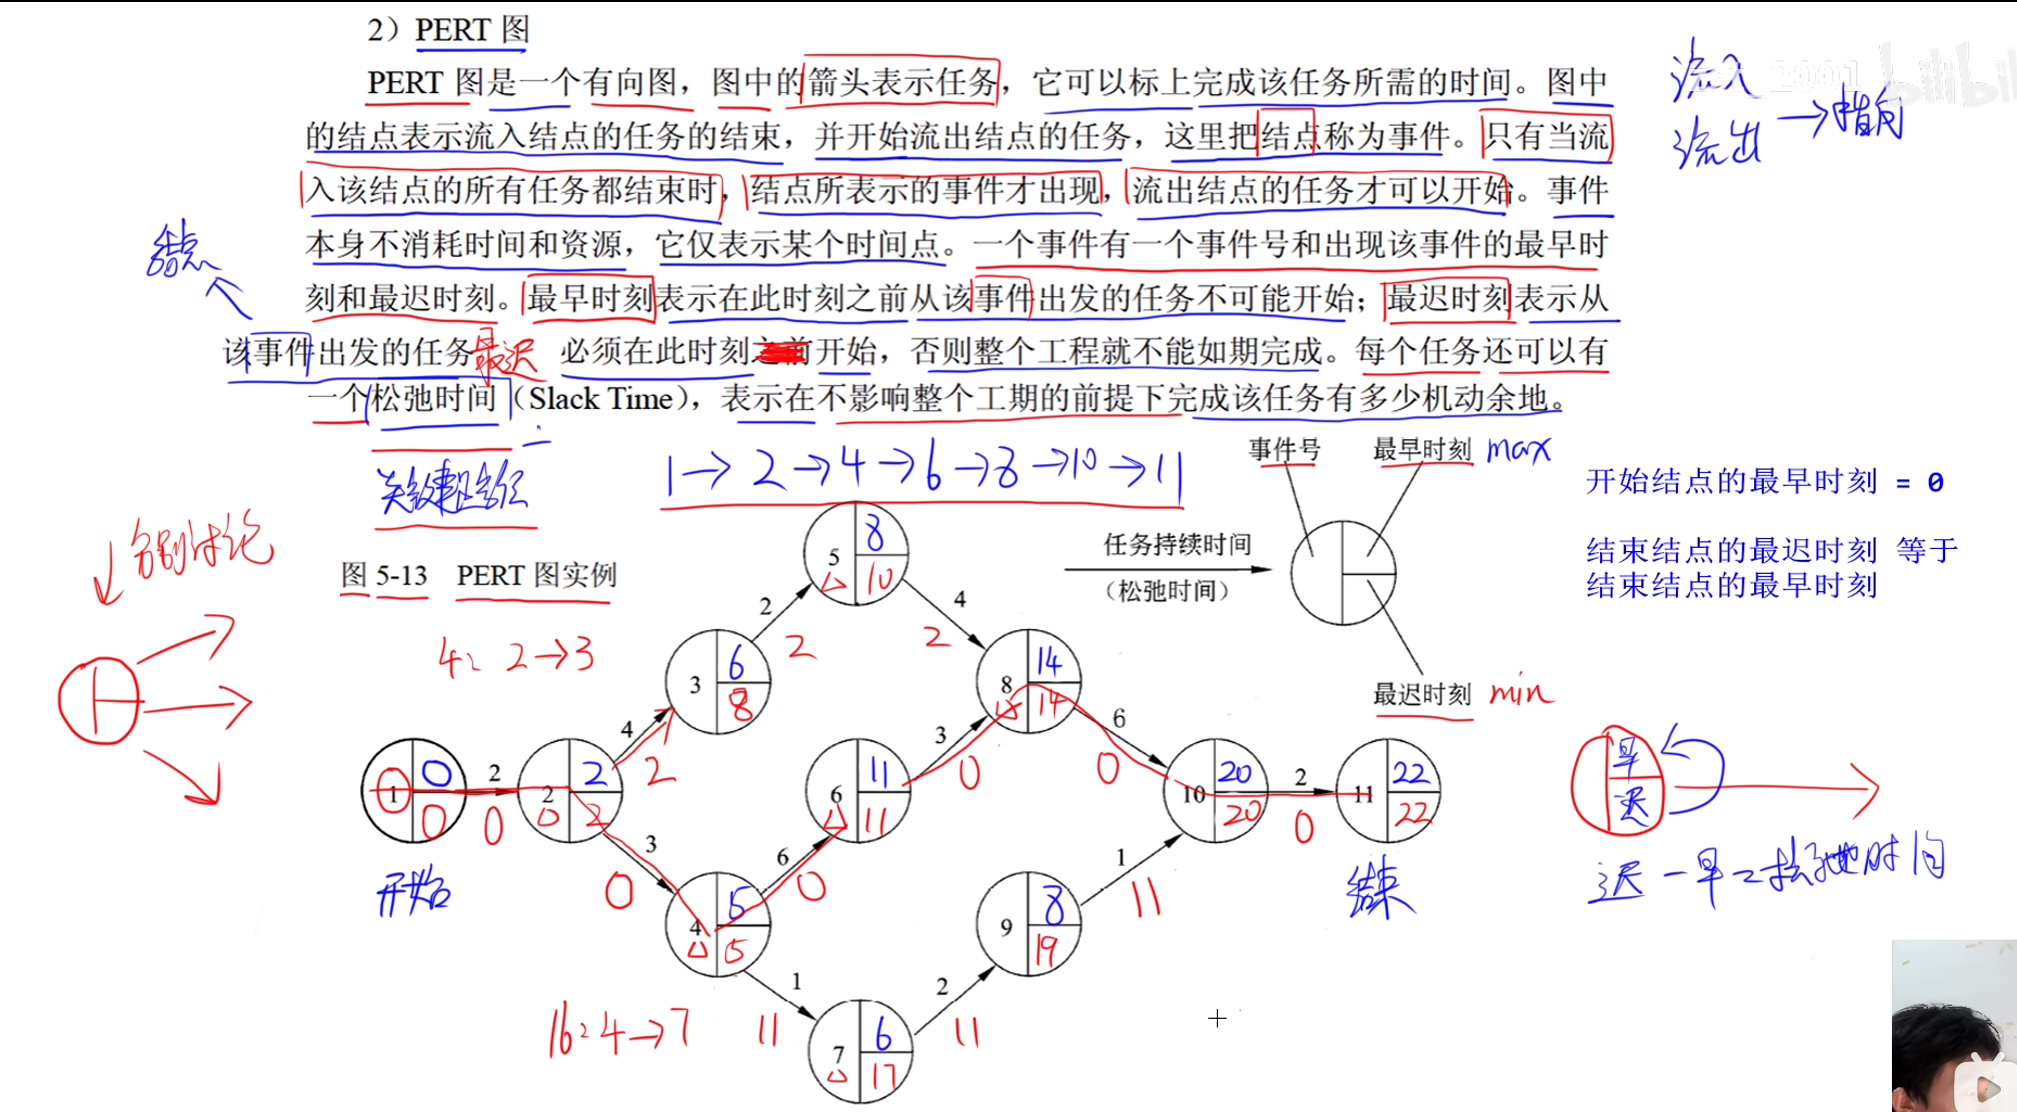 2）PERT 图
PERT 图是一个有向图，图中的箭头表示任务，它可以标上完成该任务所需的时间。图中
的结点表示流入结点的任务的结束，并开始流出结点的任务，这里把结点称为事件。只有当流
入该结点的所有任务都结束时，结点所表示的事件才出现，流出结点的任务才可以开始。事件
本身不消耗时间和资源，它仅表示某个时间点。一个事件有一个事件号和出现该事件的最早时
刻和最迟时刻。最早时刻表示在此时刻之前从该事件出发的任务不可能开始；最迟时刻表示从
该事件出发的任务最迟 必须在此时刻之前开始，否则整个工程就不能如期完成。每个任务还可以有
一个松弛时间（Slack Time），表示在不影响整个工期的前提下完成该任务有多少机动余地。
流入
流出 → 指向
2001 bilibili
结点
关键路径
1→2→4→6→8→10→11
事件号 最早时刻 max
开始结点的最早时刻 = 0
结束结点的最迟时刻 等于
结束结点的最早时刻
任务持续时间
（松弛时间）
最迟时刻 min
分别讨论
图 5-13 PERT 图实例
4: 2→3
5 8 10
2 2
4 2
3 6 8
8 14 14
4 2
3 0
6 0
1 0 0
2 0
2 2 2
6 11 11
10 20 20
2 0
11 22 22
3 0
6 0
1 11
开始
4 5 5
9 8 19
结束
16: 4→7
1 11
2 11
7 6 17
早
迟
迟-早=松弛时间